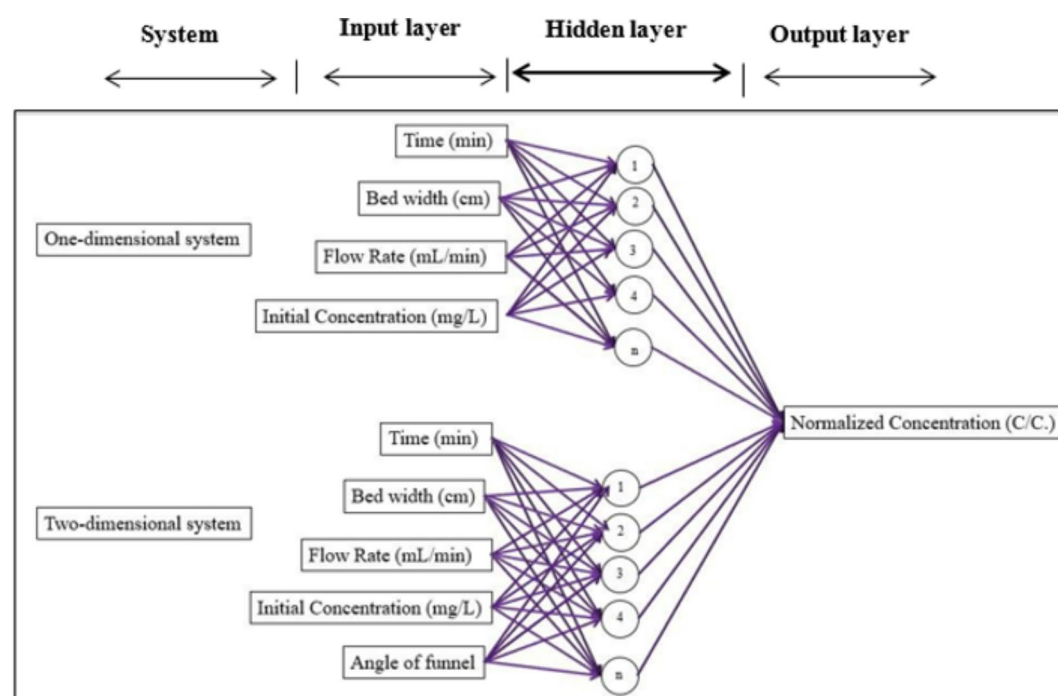 System
Input layer
Hidden layer
Output layer
Time (min)
Bed width (cm)
One-dimensional system
Flow Rate (mL/min)
Initial Concentration (mg/L)
1
2
3
4
n
Normalized Concentration (C/C.)
Time (min)
Bed width (cm)
Two-dimensional system
Flow Rate (mL/min)
Initial Concentration (mg/L)
Angle of funnel
1
2
3
4
n